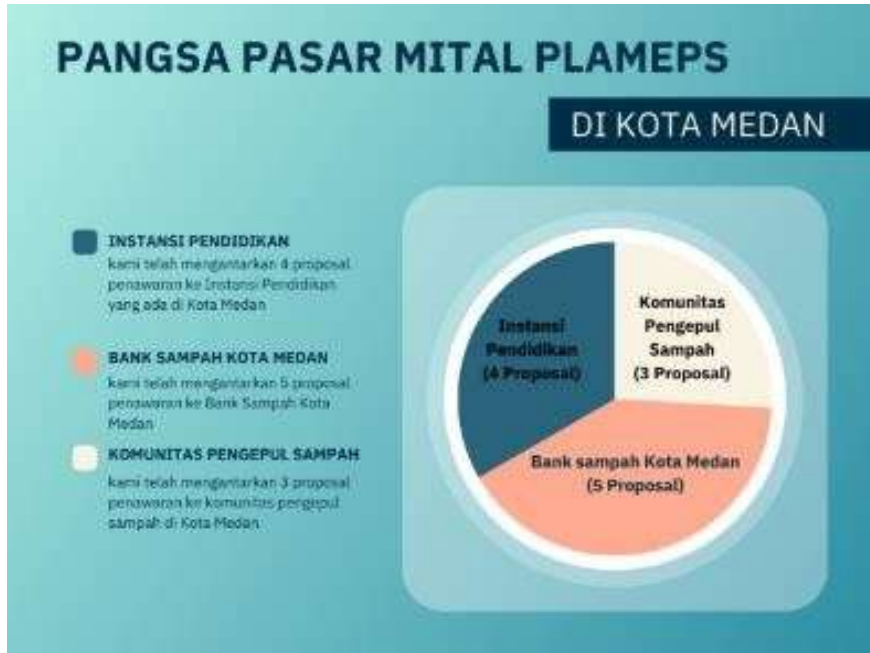 PANGSA PASAR MITAL PLAMEPS
DI KOTA MEDAN
INSTANSI PENDIDIKAN
kami telah mengantarkan 4 proposal
penawaran ke Instansi Pendidikan
yang ada di Kota Medan
BANK SAMPAH KOTA MEDAN
kami telah mengantarkan 5 proposal
penawaran ke Bank Sampah Kota
Medan
KOMUNITAS PENGEPUL SAMPAH
kami telah mengantarkan 3 proposal
penawaran ke komunitas pengepul
sampah di Kota Medan
Instansi
Pendidikan
(4 Proposal)
Komunitas
Pengepul
Sampah
(3 Proposal)
Bank sampah Kota Medan
(5 Proposal)